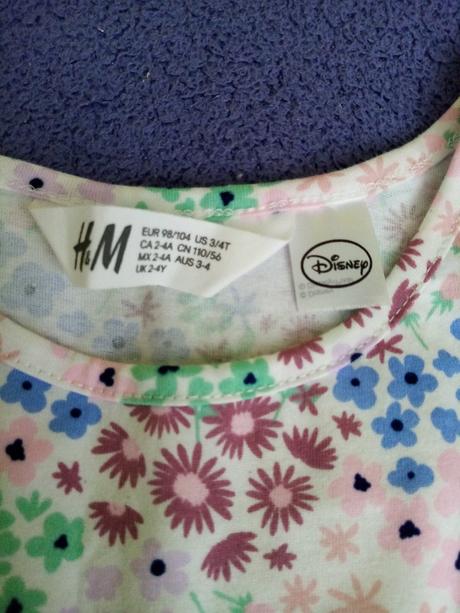 H&M
EUR 98/104 US 3/4T
CA 2-4A CN 110/56
MX 2-4A AUS 3-4
UK 2-4Y
Disney